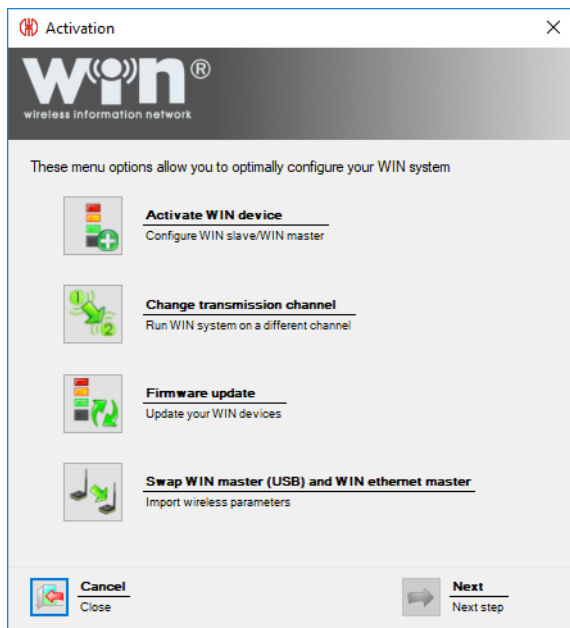 Activation
WIN®
wireless information network
These menu options allow you to optimally configure your WIN system
Activate WIN device
Configure WIN slave/WIN master
1
2
Change transmission channel
Run WIN system on a different channel
Firmware update
Update your WIN devices
Swap WIN master (USB) and WIN ethernet master
Import wireless parameters
Cancel
Close
Next
Next step